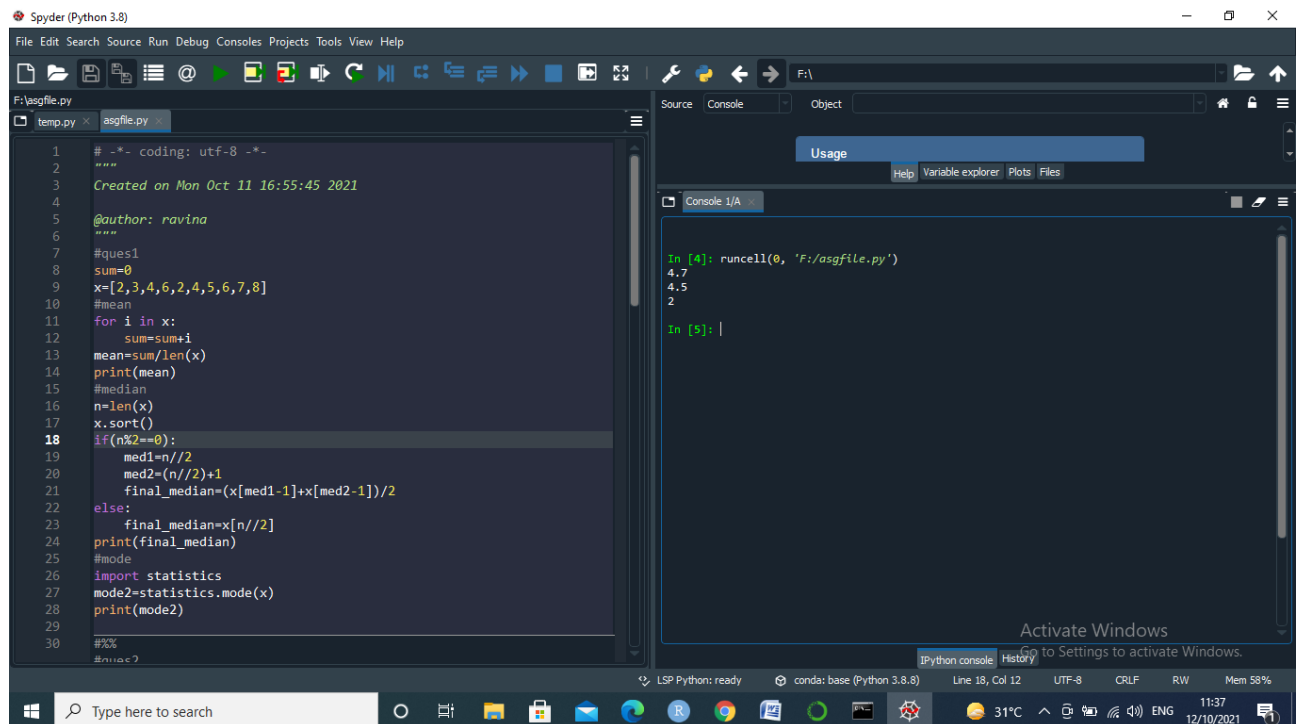 Spyder (Python 3.8)
File Edit Search Source Run Debug Consoles Projects Tools View Help
F:\
F:\asgfile.py
temp.py
asgfile.py
1 # -*- coding: utf-8 -*-
2 """
3 Created on Mon Oct 11 16:55:45 2021
4
5 @author: ravina
6 """
7 #ques1
8 sum=0
9 x=[2,3,4,6,2,4,5,6,7,8]
10 #mean
11 for i in x:
12     sum=sum+i
13 mean=sum/len(x)
14 print(mean)
15 #median
16 n=len(x)
17 x.sort()
18 if(n%2==0):
19     med1=n//2
20     med2=(n//2)+1
21     final_median=(x[med1-1]+x[med2-1])/2
22 else:
23     final_median=x[n//2]
24 print(final_median)
25 #mode
26 import statistics
27 mode2=statistics.mode(x)
28 print(mode2)
29
30 #%%
#ques2
Source Console Object
Usage
Help Variable explorer Plots Files
Console 1/A
In [4]: runcell(0, 'F:/asgfile.py')
4.7
4.5
2
In [5]:
Activate Windows
Go to Settings to activate Windows.
IPython console History
LSP Python: ready conda: base (Python 3.8.8) Line 18, Col 12 UTF-8 CRLF RW Mem 58%
Type here to search
31°C ENG 11:37
12/10/2021